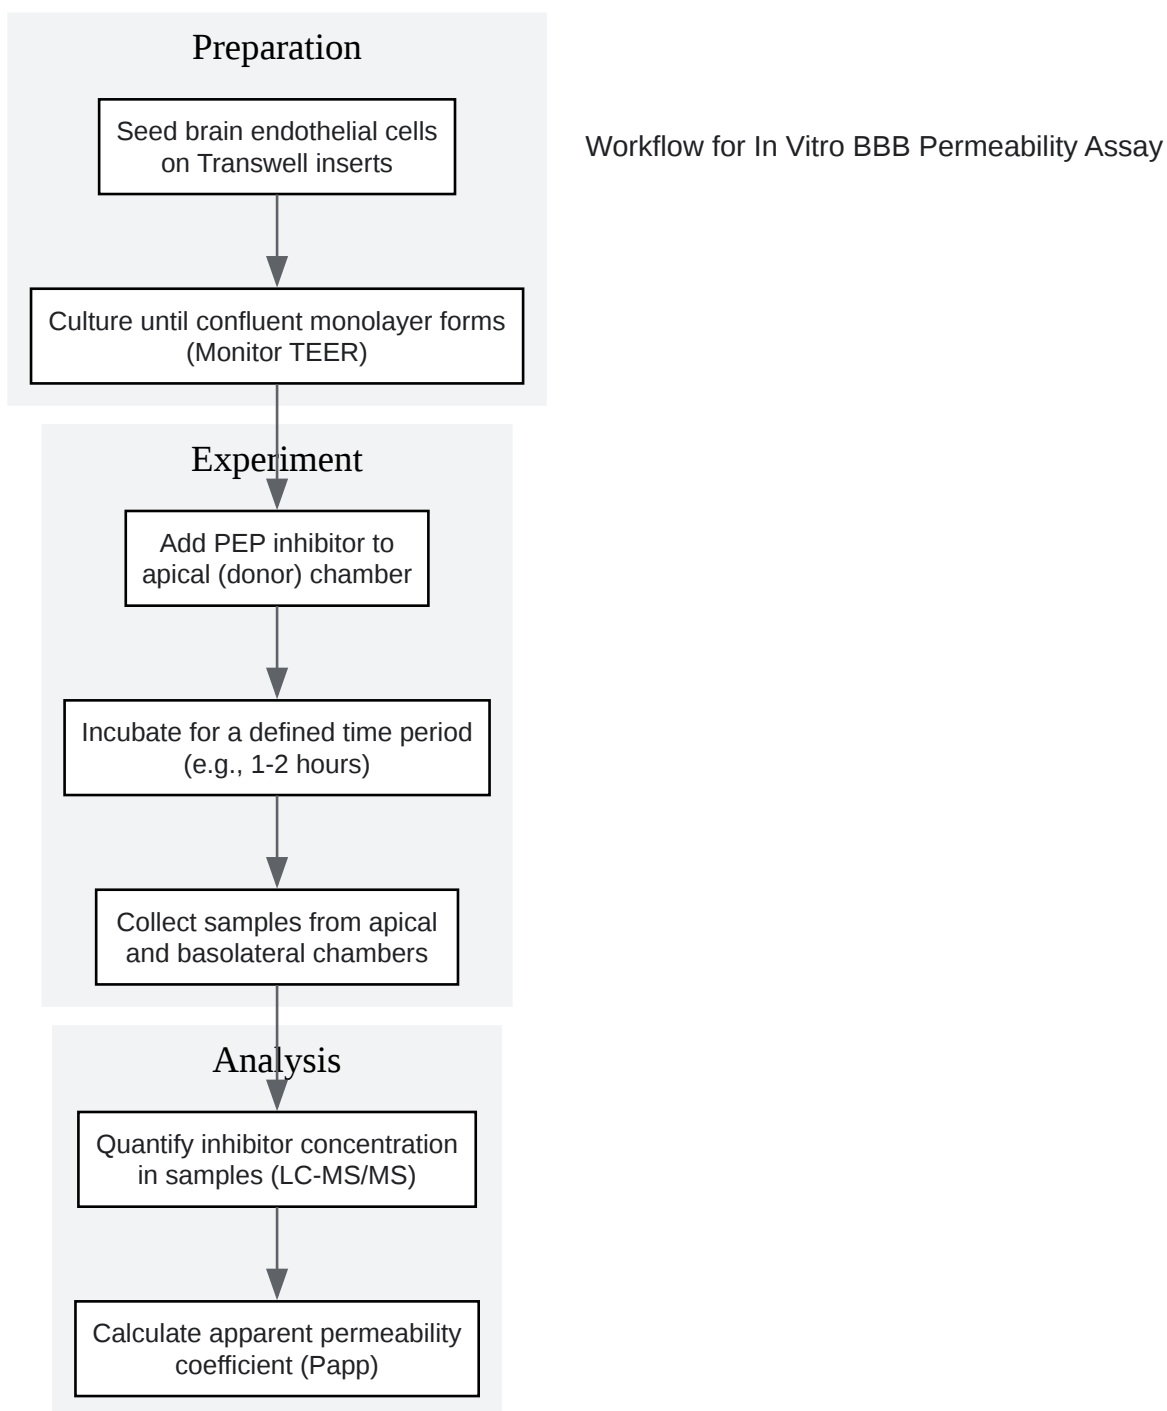 Preparation
Seed brain endothelial cells
on Transwell inserts
Workflow for In Vitro BBB Permeability Assay
Culture until confluent monolayer forms
(Monitor TEER)
Experiment
Add PEP inhibitor to
apical (donor) chamber
Incubate for a defined time period
(e.g., 1-2 hours)
Collect samples from apical
and basolateral chambers
Analysis
Quantify inhibitor concentration
in samples (LC-MS/MS)
Calculate apparent permeability
coefficient (Papp)